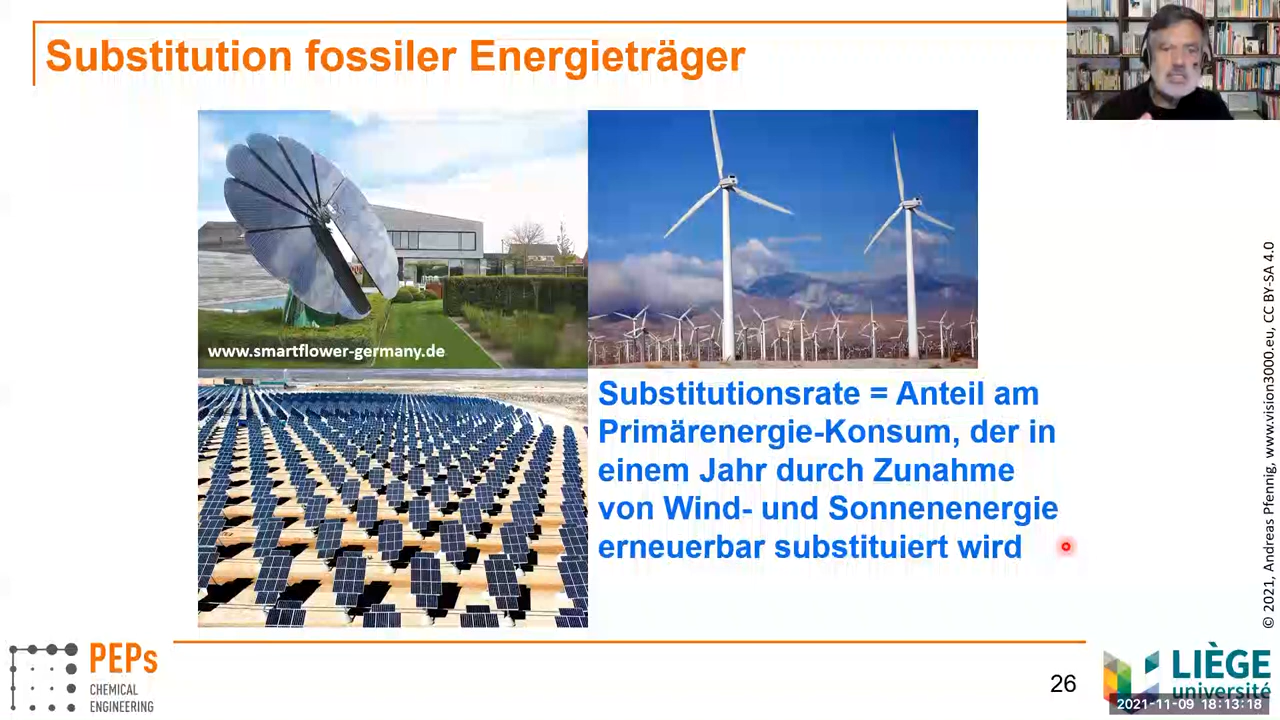 Substitution fossiler Energieträger
www.smartflower-germany.de
Substitutionsrate = Anteil am
Primärenergie-Konsum, der in
einem Jahr durch Zunahme
von Wind- und Sonnenenergie
erneuerbar substituiert wird
© 2021, Andreas Pfennig, www.vision3000.eu, CC BY-SA 4.0
PEPs
CHEMICAL
ENGINEERING
26
LIÈGE
université
2021-11-09 18:13:18